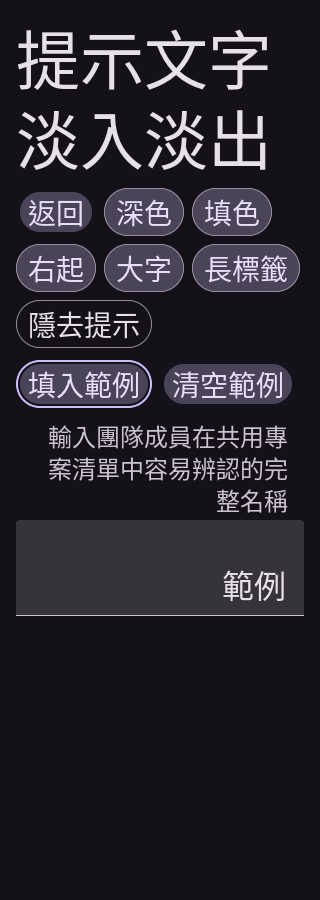 提示文字
淡入淡出
返回 深色 填色
右起 大字 長標籤
隱去提示
填入範例 清空範例
輸入團隊成員在共用專
案清單中容易辨認的完
整名稱
範例